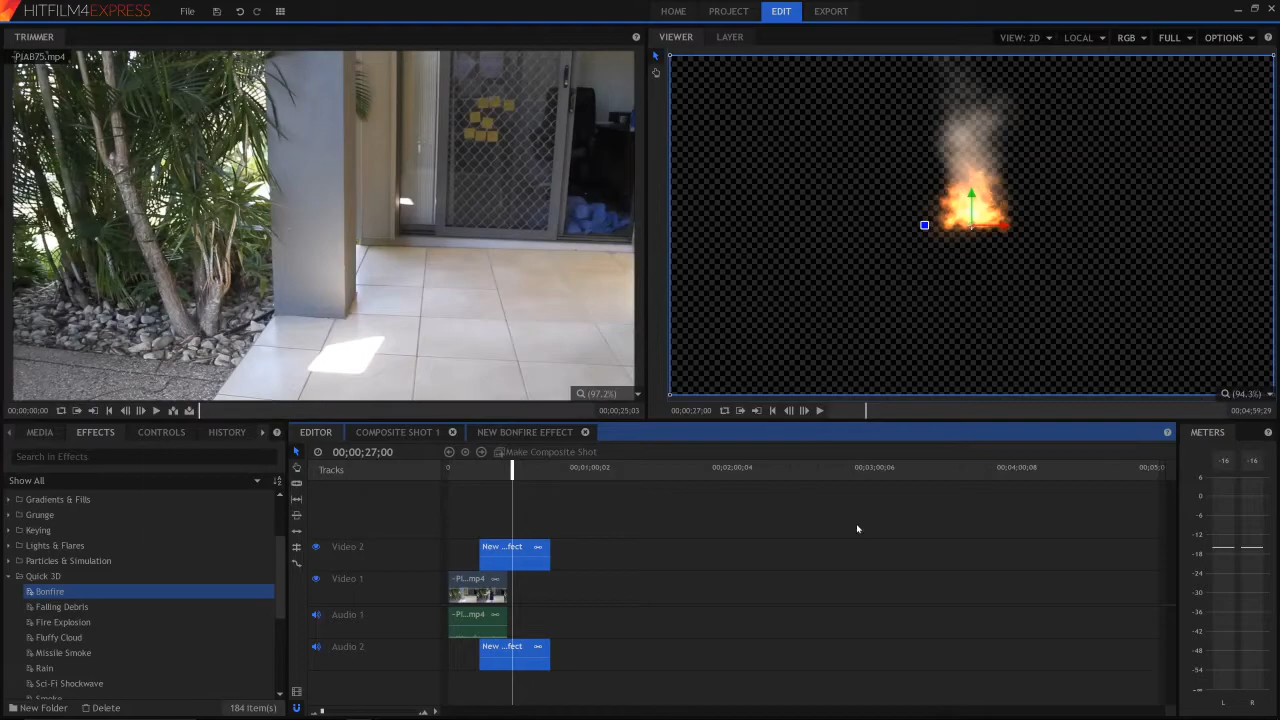 HITFILM4EXPRESS
File
HOME
PROJECT
EDIT
EXPORT
TRIMMER
VIEWER
LAYER
VIEW: 2D
LOCAL
RGB
FULL
OPTIONS
-PIAB75.mp4
(97.2%)
(94.3%)
00;00;00;00
00;00;25;03
00;00;27;00
00;04;59;29
MEDIA
EFFECTS
CONTROLS
HISTORY
EDITOR
COMPOSITE SHOT 1
NEW BONFIRE EFFECT
METERS
Search In Effects
00;00;27;00
Make Composite Shot
-16
-16
Tracks
0
00;01;00;02
00;02;00;04
00;03;00;06
00;04;00;08
00;05;0
Show All
Gradients & Fills
Grunge
Keying
Lights & Flares
Particles & Simulation
Quick 3D
Bonfire
Falling Debris
Fire Explosion
Fluffy Cloud
Missile Smoke
Rain
Sci-Fi Shockwave
Smoke
Video 2
New ...fect
Video 1
-PI...mp4
Audio 1
-PI...mp4
Audio 2
New ...fect
6
0
-6
-12
-18
-24
-30
-36
-42
-48
-54
-∞
L
R
New Folder
Delete
184 Item(s)